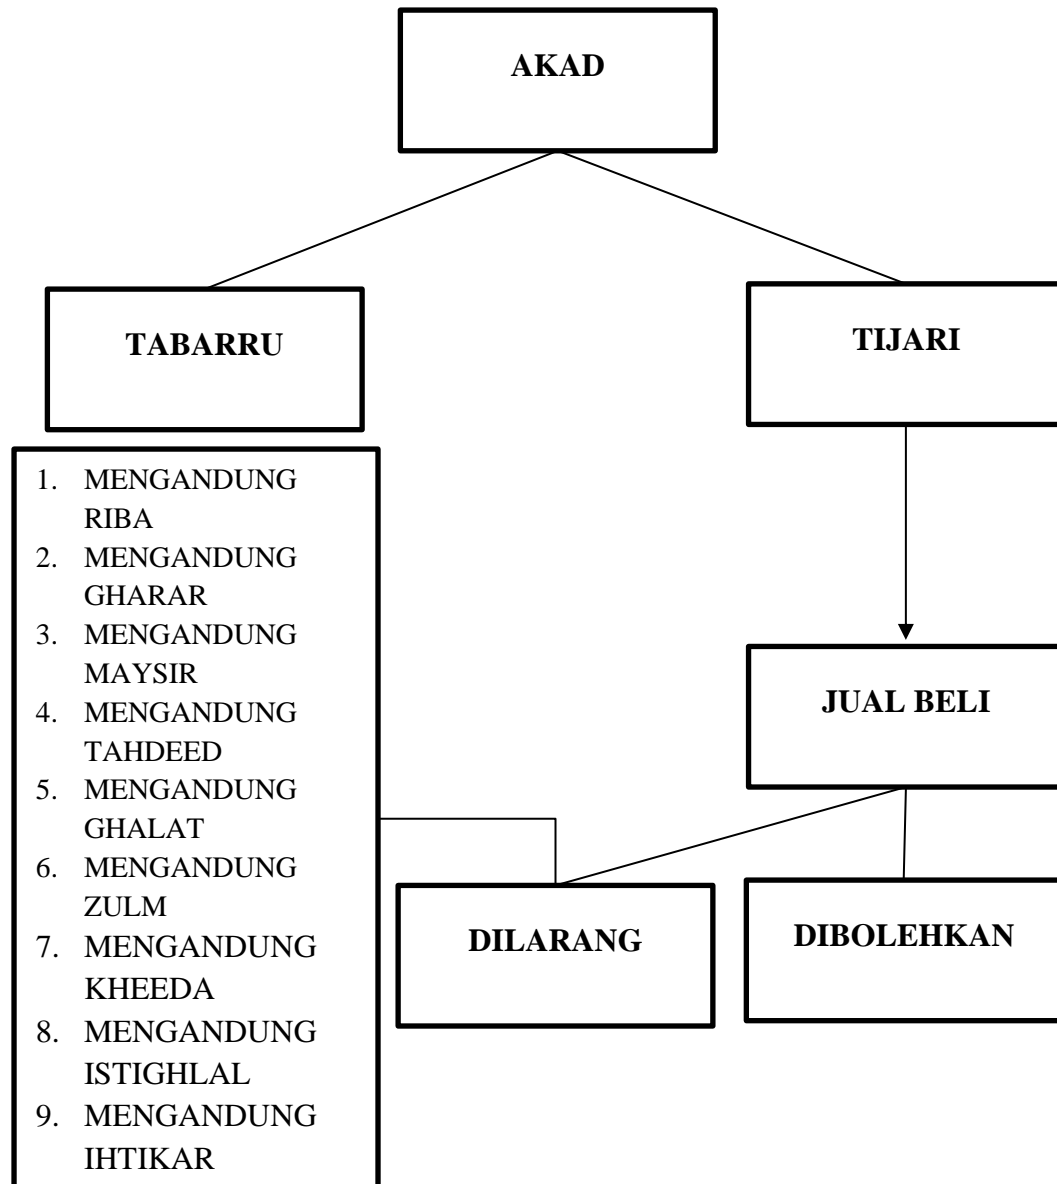 AKAD
TABARRU
TIJARI
1. MENGANDUNG
RIBA
2. MENGANDUNG
GHARAR
3. MENGANDUNG
MAYSIR
4. MENGANDUNG
TAHDEED
5. MENGANDUNG
GHALAT
6. MENGANDUNG
ZULM
7. MENGANDUNG
KHEEDA
8. MENGANDUNG
ISTIGHLAL
9. MENGANDUNG
IHTIKAR
JUAL BELI
DILARANG
DIBOLEHKAN